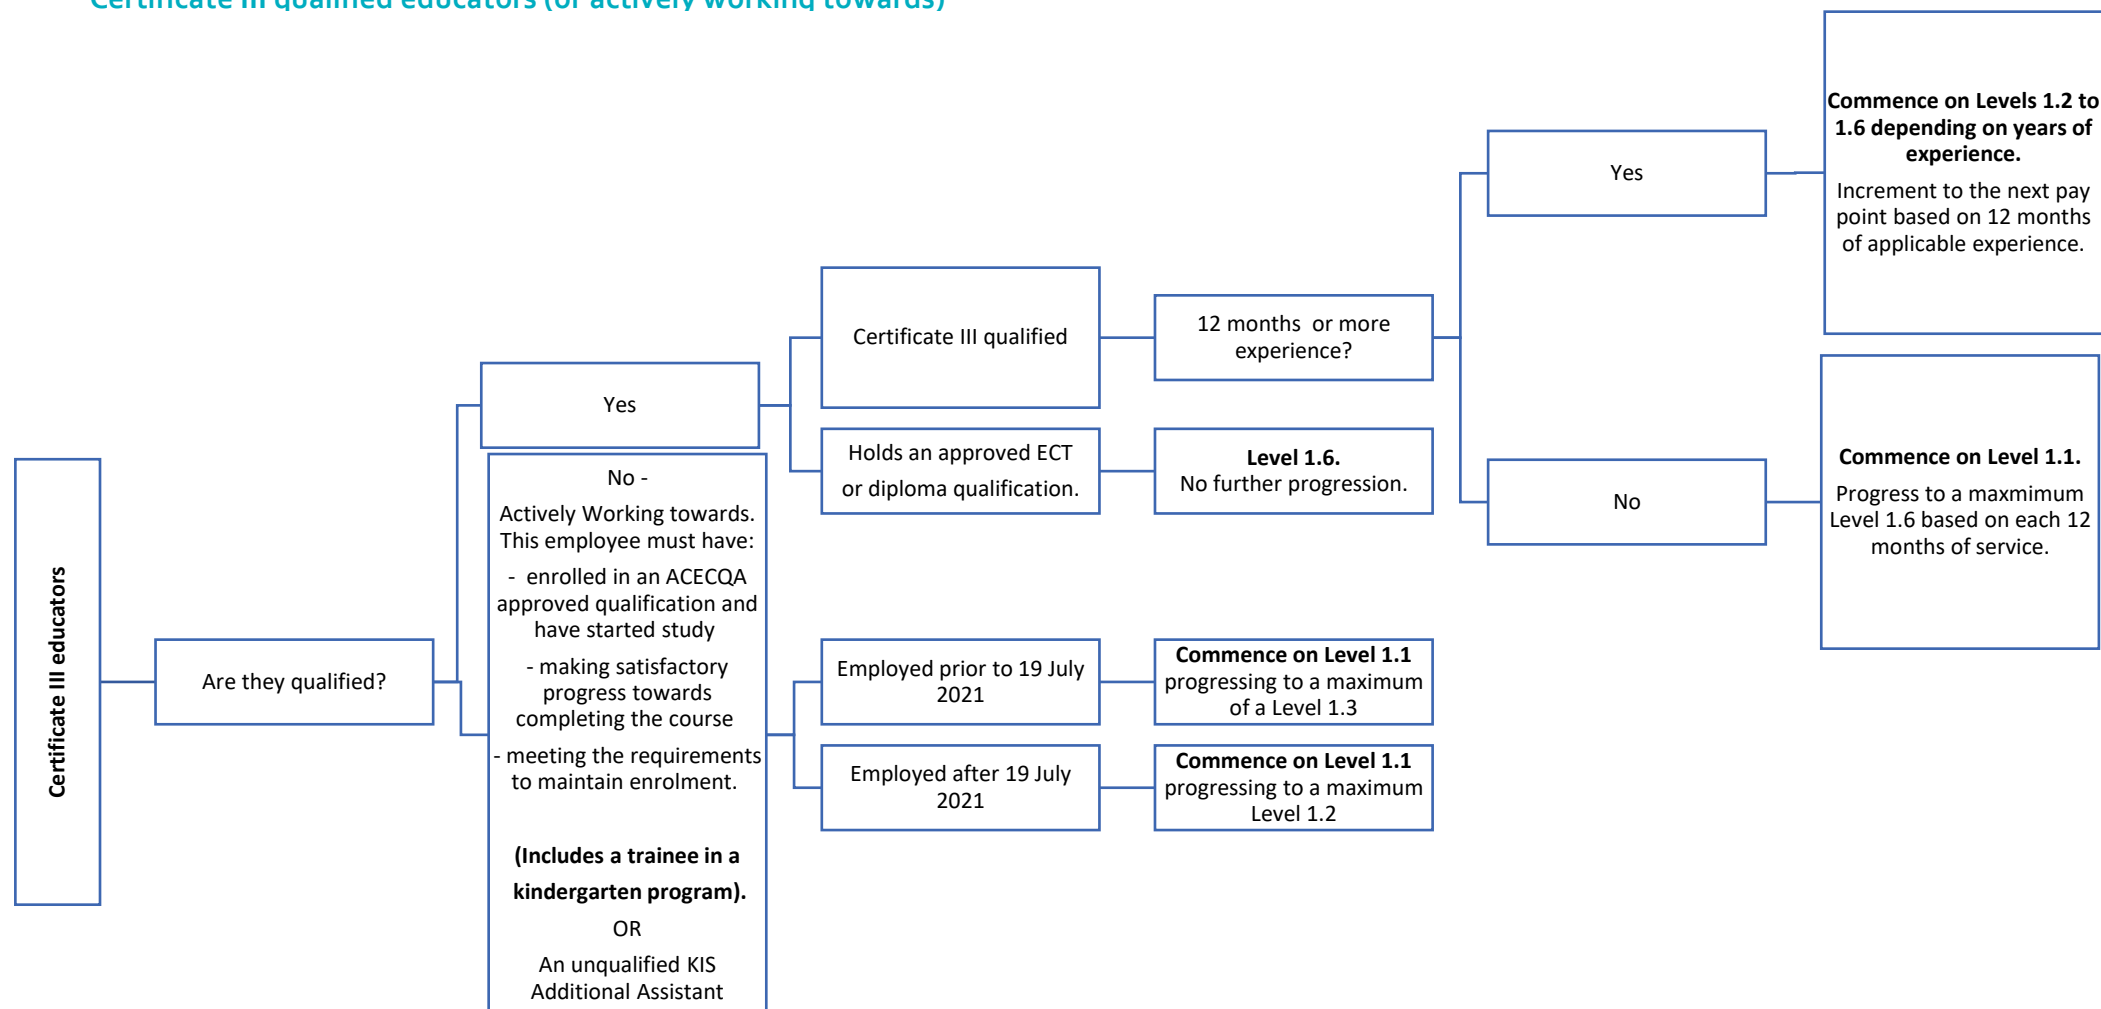 Certificate III qualified educators (or actively working towards)
Certificate III educators
Are they qualified?
Yes
No -
Actively Working towards.
This employee must have:
- enrolled in an ACECQA
approved qualification and
have started study
- making satisfactory
progress towards
completing the course
- meeting the requirements
to maintain enrolment.
(Includes a trainee in a
kindergarten program).
OR
An unqualified KIS
Additional Assistant
Certificate III qualified
Holds an approved ECT
or diploma qualification.
Employed prior to 19 July
2021
Employed after 19 July
2021
12 months or more
experience?
Level 1.6.
No further progression.
Commence on Level 1.1
progressing to a maximum
of a Level 1.3
Commence on Level 1.1
progressing to a maximum
Level 1.2
Yes
No
Commence on Levels 1.2 to
1.6 depending on years of
experience.
Increment to the next pay
point based on 12 months
of applicable experience.
Commence on Level 1.1.
Progress to a maxmimum
Level 1.6 based on each 12
months of service.